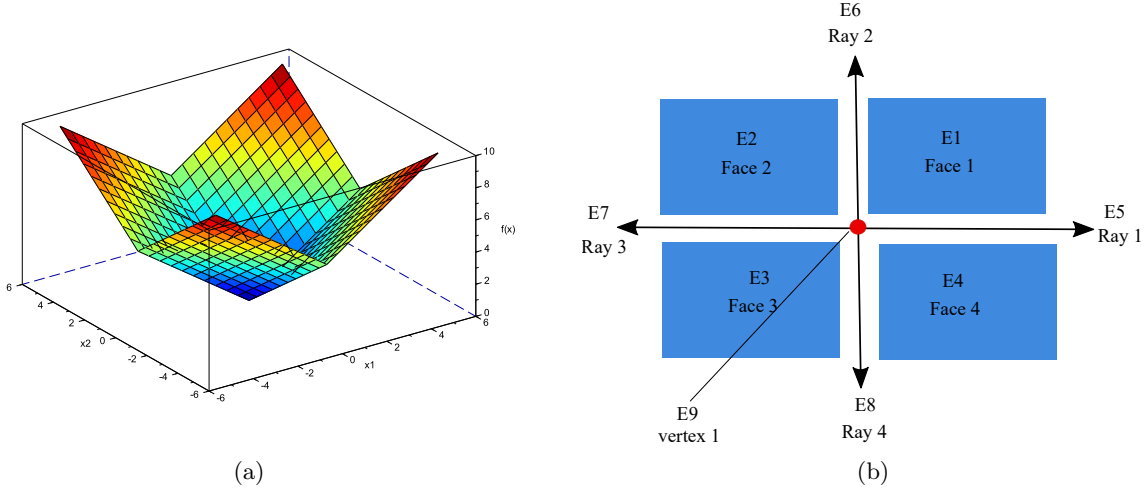 10
8
6
4
2
0
f(x)
6
4
2
0
-2
-4
-6
x2
-6
-4
-2
0
2
4
6
x1
(a)
E6
Ray 2
E2
Face 2
E1
Face 1
E7
Ray 3
E5
Ray 1
E3
Face 3
E4
Face 4
E9
vertex 1
E8
Ray 4
(b)